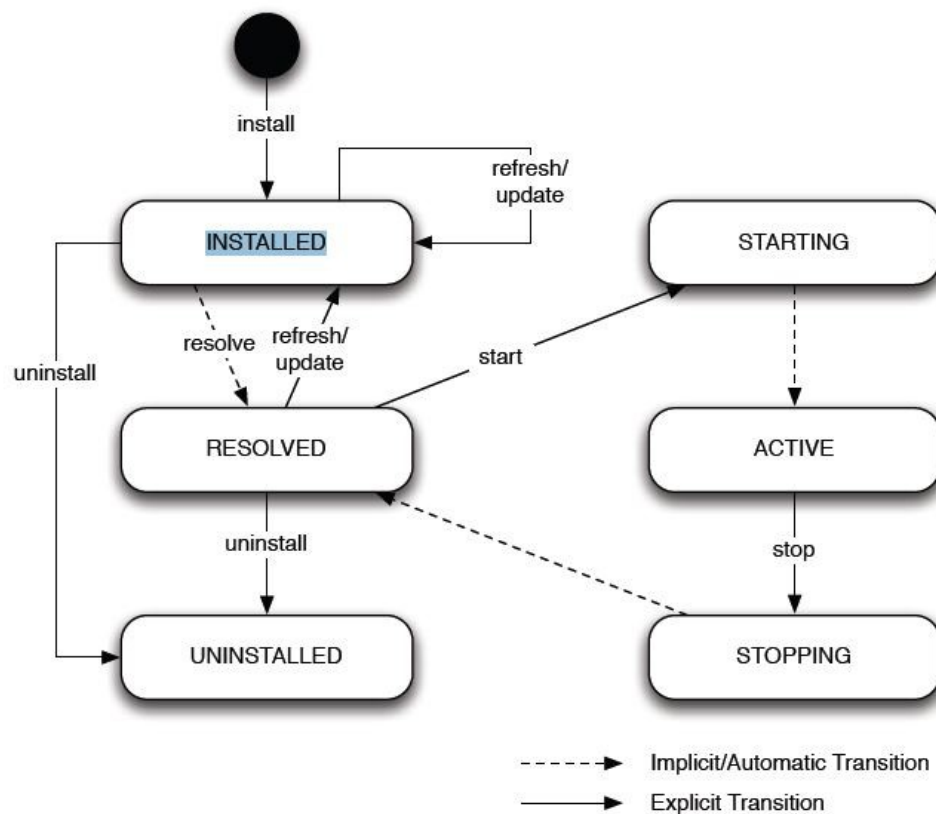 install
refresh/
update
INSTALLED
STARTING
resolve
refresh/
update
start
uninstall
RESOLVED
ACTIVE
uninstall
stop
UNINSTALLED
STOPPING
Implicit/Automatic Transition
Explicit Transition